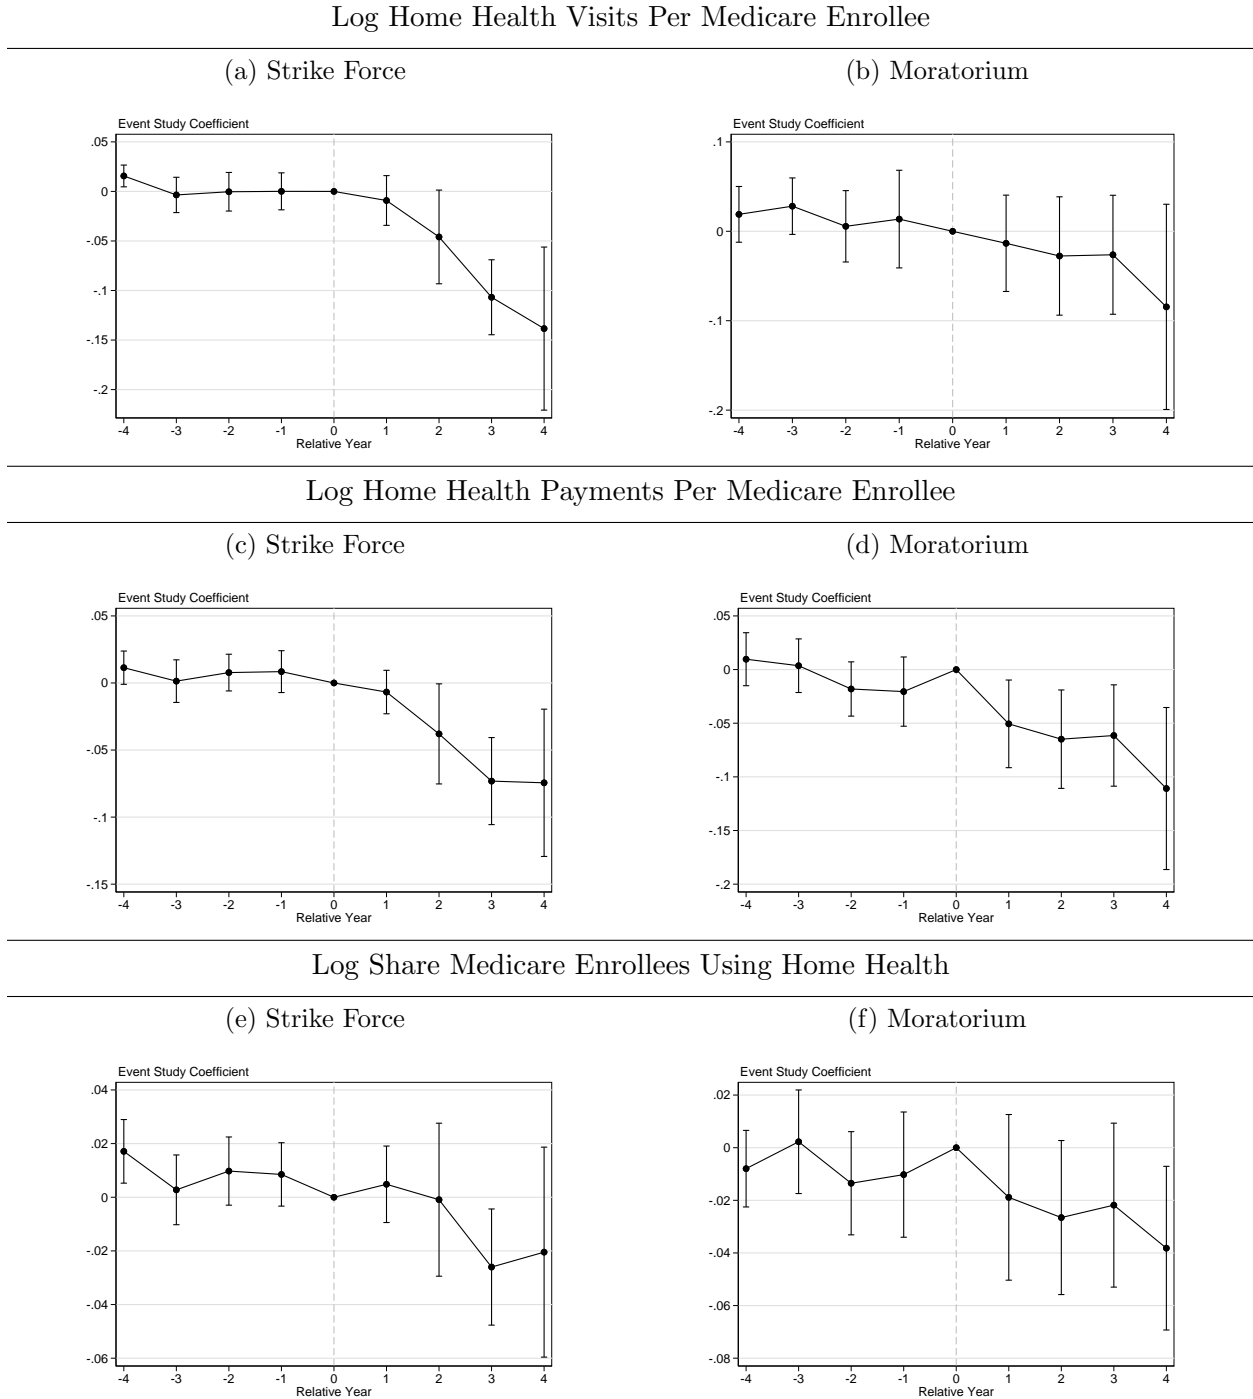 Log Home Health Visits Per Medicare Enrollee
(a) Strike Force
Event Study Coefficient
.05
0
-.05
-.1
-.15
-.2
-4 -3 -2 -1 0 1 2 3 4
Relative Year
(b) Moratorium
Event Study Coefficient
.1
0
-.1
-.2
-4 -3 -2 -1 0 1 2 3 4
Relative Year
Log Home Health Payments Per Medicare Enrollee
(c) Strike Force
Event Study Coefficient
.05
0
-.05
-.1
-.15
-4 -3 -2 -1 0 1 2 3 4
Relative Year
(d) Moratorium
Event Study Coefficient
.05
0
-.05
-.1
-.15
-.2
-4 -3 -2 -1 0 1 2 3 4
Relative Year
Log Share Medicare Enrollees Using Home Health
(e) Strike Force
Event Study Coefficient
.04
.02
0
-.02
-.04
-.06
-4 -3 -2 -1 0 1 2 3 4
Relative Year
(f) Moratorium
Event Study Coefficient
.02
0
-.02
-.04
-.06
-.08
-4 -3 -2 -1 0 1 2 3 4
Relative Year